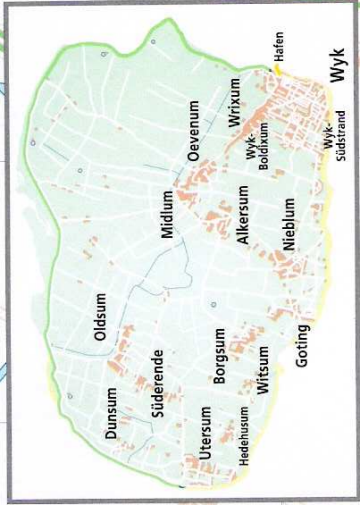 Oldsum
Dunsum
Süderende
Utersum
Hedehusum
Borgsum
Witsum
Goting
Midlum
Oevenum
Alkersum
Nieblum
Wrixum
Wyk-
Boldixum
Hafen
Wyk
Wyk-
Südstrand